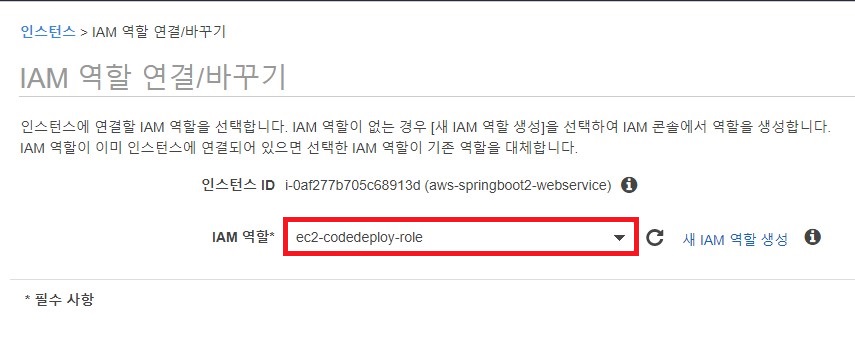 인스턴스 > IAM 역할 연결/바꾸기
IAM 역할 연결/바꾸기
인스턴스에 연결할 IAM 역할을 선택합니다. IAM 역할이 없는 경우 [새 IAM 역할 생성]을 선택하여 IAM 콘솔에서 역할을 생성합니다.
IAM 역할이 이미 인스턴스에 연결되어 있으면 선택한 IAM 역할이 기존 역할을 대체합니다.
인스턴스 ID i-0af277b705c68913d (aws-springboot2-webservice)
IAM 역할* ec2-codedeploy-role 새 IAM 역할 생성
* 필수 사항